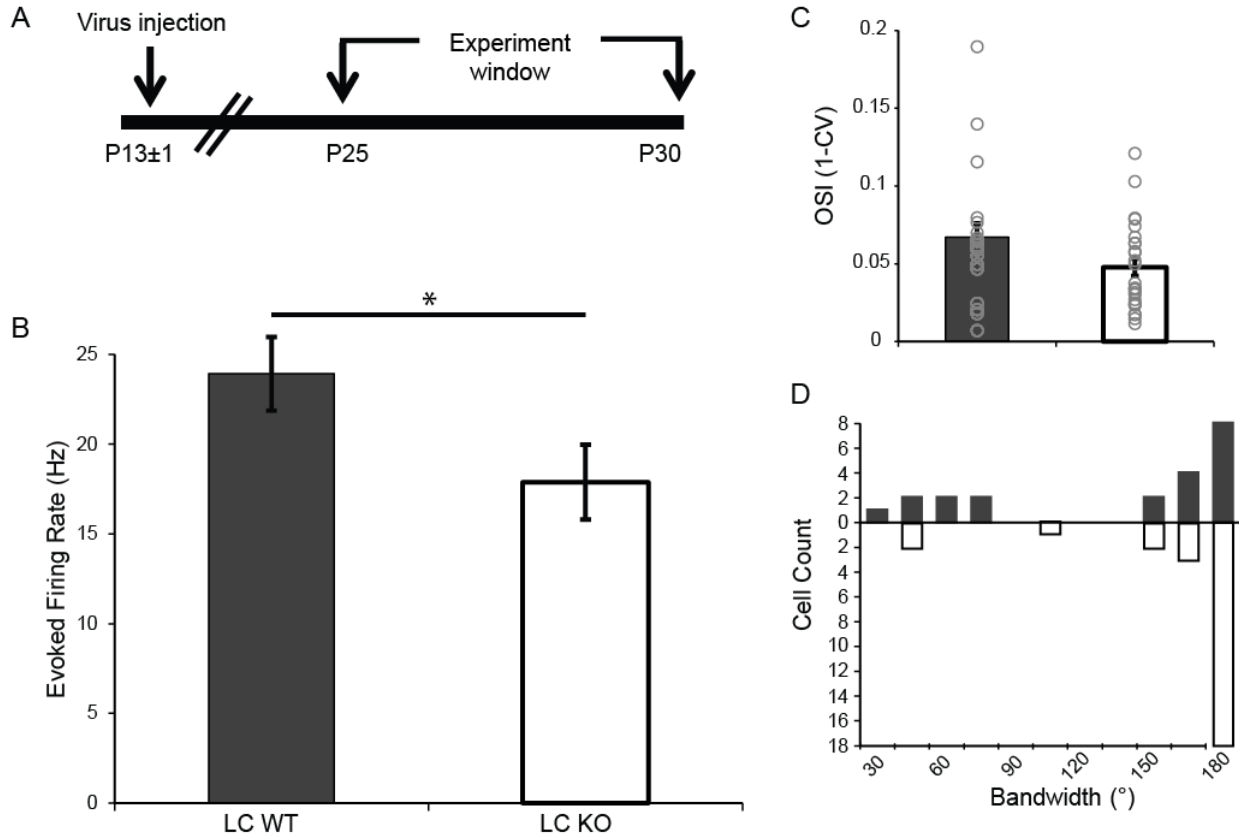 A
Virus injection
Experiment
window
P13±1
P25
P30
B
*
Evoked Firing Rate (Hz)
25
20
15
10
5
0
LC WT
LC KO
C
OSI (1-CV)
0.2
0.15
0.1
0.05
0
D
Cell Count
8
6
4
2
0
2
4
6
8
10
12
14
16
18
30
60
90
120
150
180
Bandwidth (°)